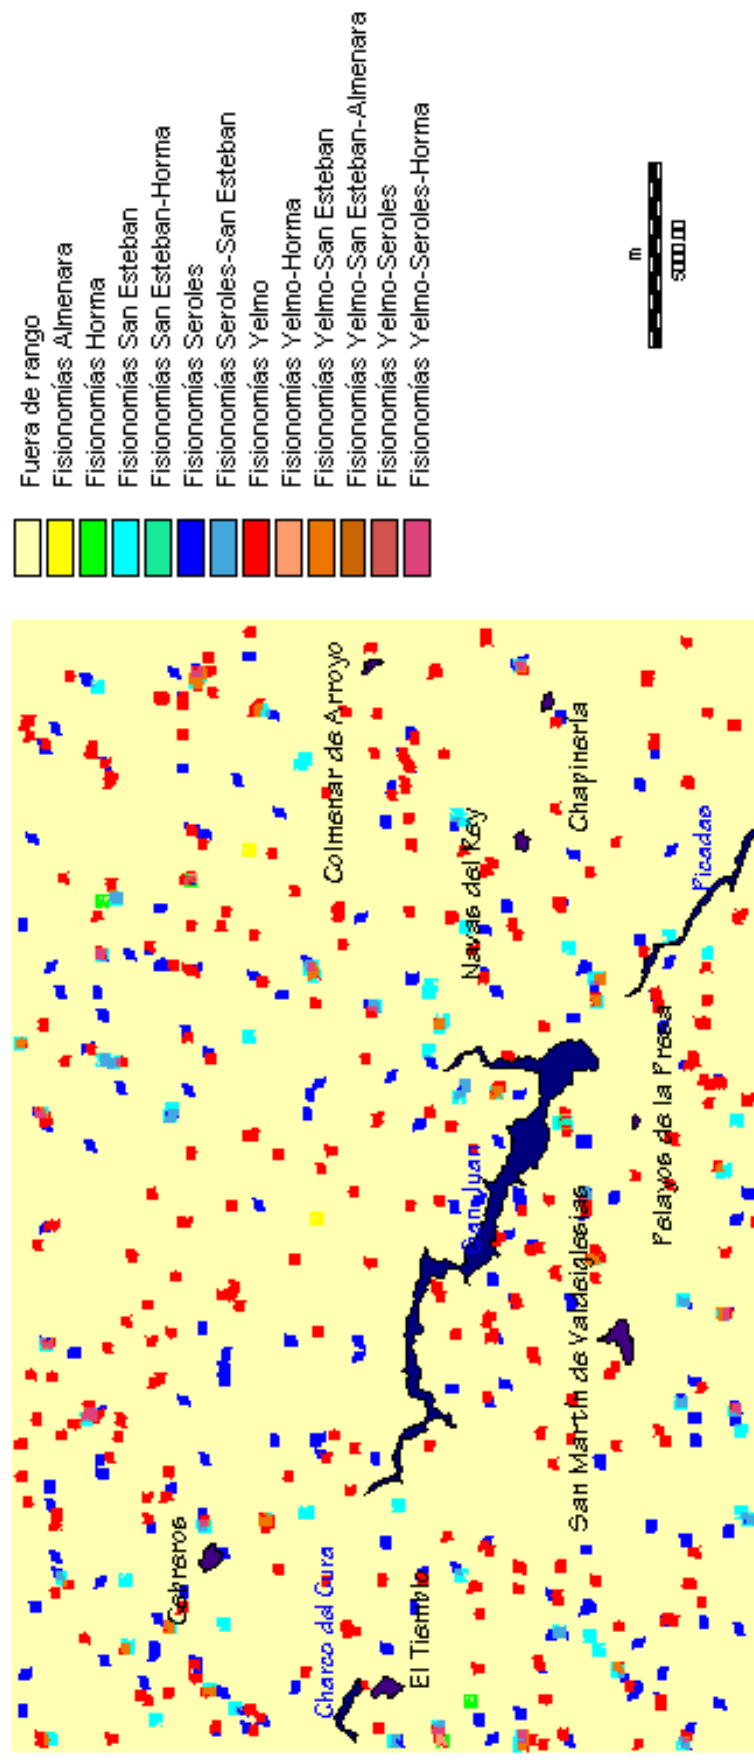 Fuera de rango
Fisionomías Almenara
Fisionomías Horma
Fisionomías San Esteban
Fisionomías San Esteban-Horma
Fisionomías Seroles
Fisionomías Seroles-San Esteban
Fisionomías Yelmo
Fisionomías Yelmo-Horma
Fisionomías Yelmo-San Esteban
Fisionomías Yelmo-San Esteban-Almenara
Fisionomías Yelmo-Seroles
Fisionomías Yelmo-Seroles-Horma
m
Cebreros
Charco del Cura
El Tiemblo
Colmenar de Arroyo
Navas del Rey
San Juan
Chapinería
San Martín de Valdeiglesias
Pelayos de la Presa
Picadas